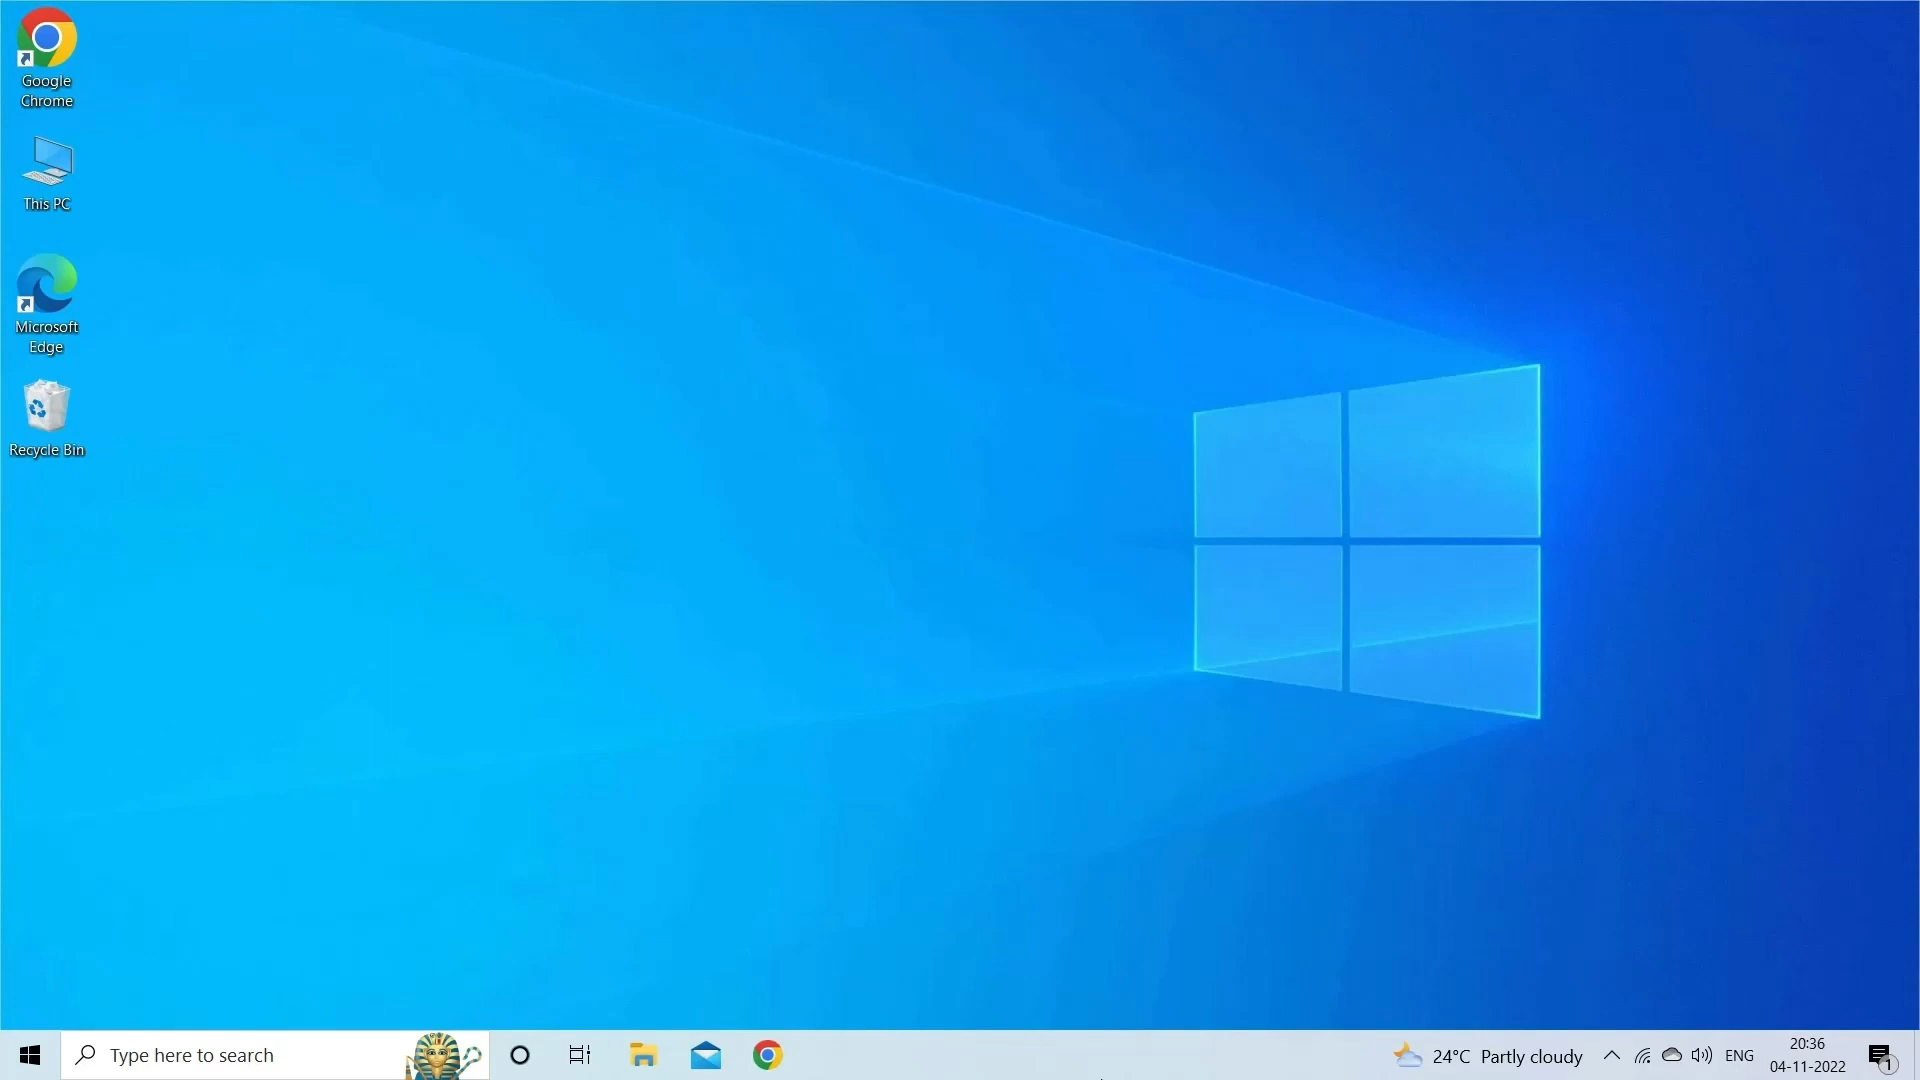 Google
Chrome
This PC
Microsoft
Edge
Recycle Bin
Type here to search
24°C Partly cloudy
ENG
20:36
04-11-2022
1